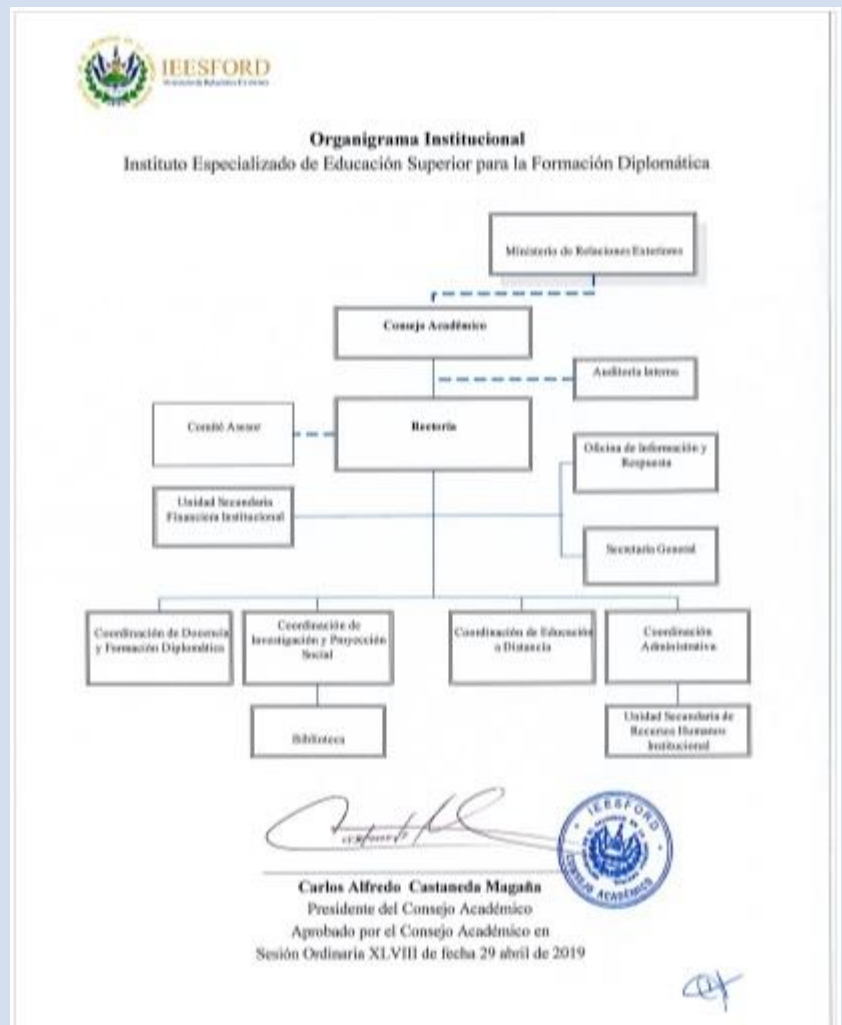 IEESFORD
Organigrama Institucional
Instituto Especializado de Educación Superior para la Formación Diplomática
Ministerio de Relaciones Exteriores
Consejo Académico
Auditoría Interna
Comité Asesor
Rectoría
Oficina de Información y
Respuesta
Unidad Secundaria
Financiera Institucional
Secretario General
Coordinación de Docencia
y Formación Diplomática
Coordinación de
Investigación y Proyección
Social
Coordinación de Educación
a Distancia
Coordinación
Administrativa
Biblioteca
Unidad Secundaria de
Recursos Humanos
Institucional
IEESFORD
CONSEJO ACADÉMICO
Carlos Alfredo Castaneda Magaña
Presidente del Consejo Académico
Aprobado por el Consejo Académico en
Sesión Ordinaria XLVIII de fecha 29 abril de 2019